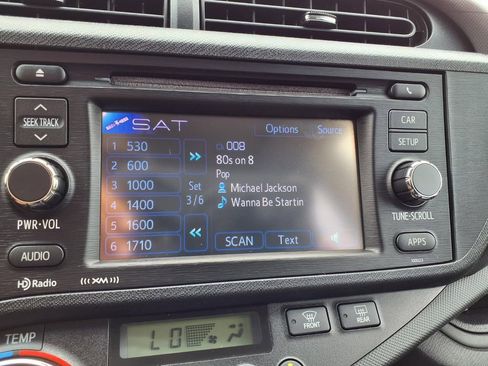 SAT
Options Source
SEEK TRACK
PWR•VOL
AUDIO
HD Radio
(((XM)))
1 530
2 600
3 1000
4 1400
5 1600
6 1710
Set
3/6
008
80s on 8
Pop
Michael Jackson
Wanna Be Startin
SCAN Text
CAR
SETUP
TUNE•SCROLL
APPS
TEMP
LO
FRONT
REAR